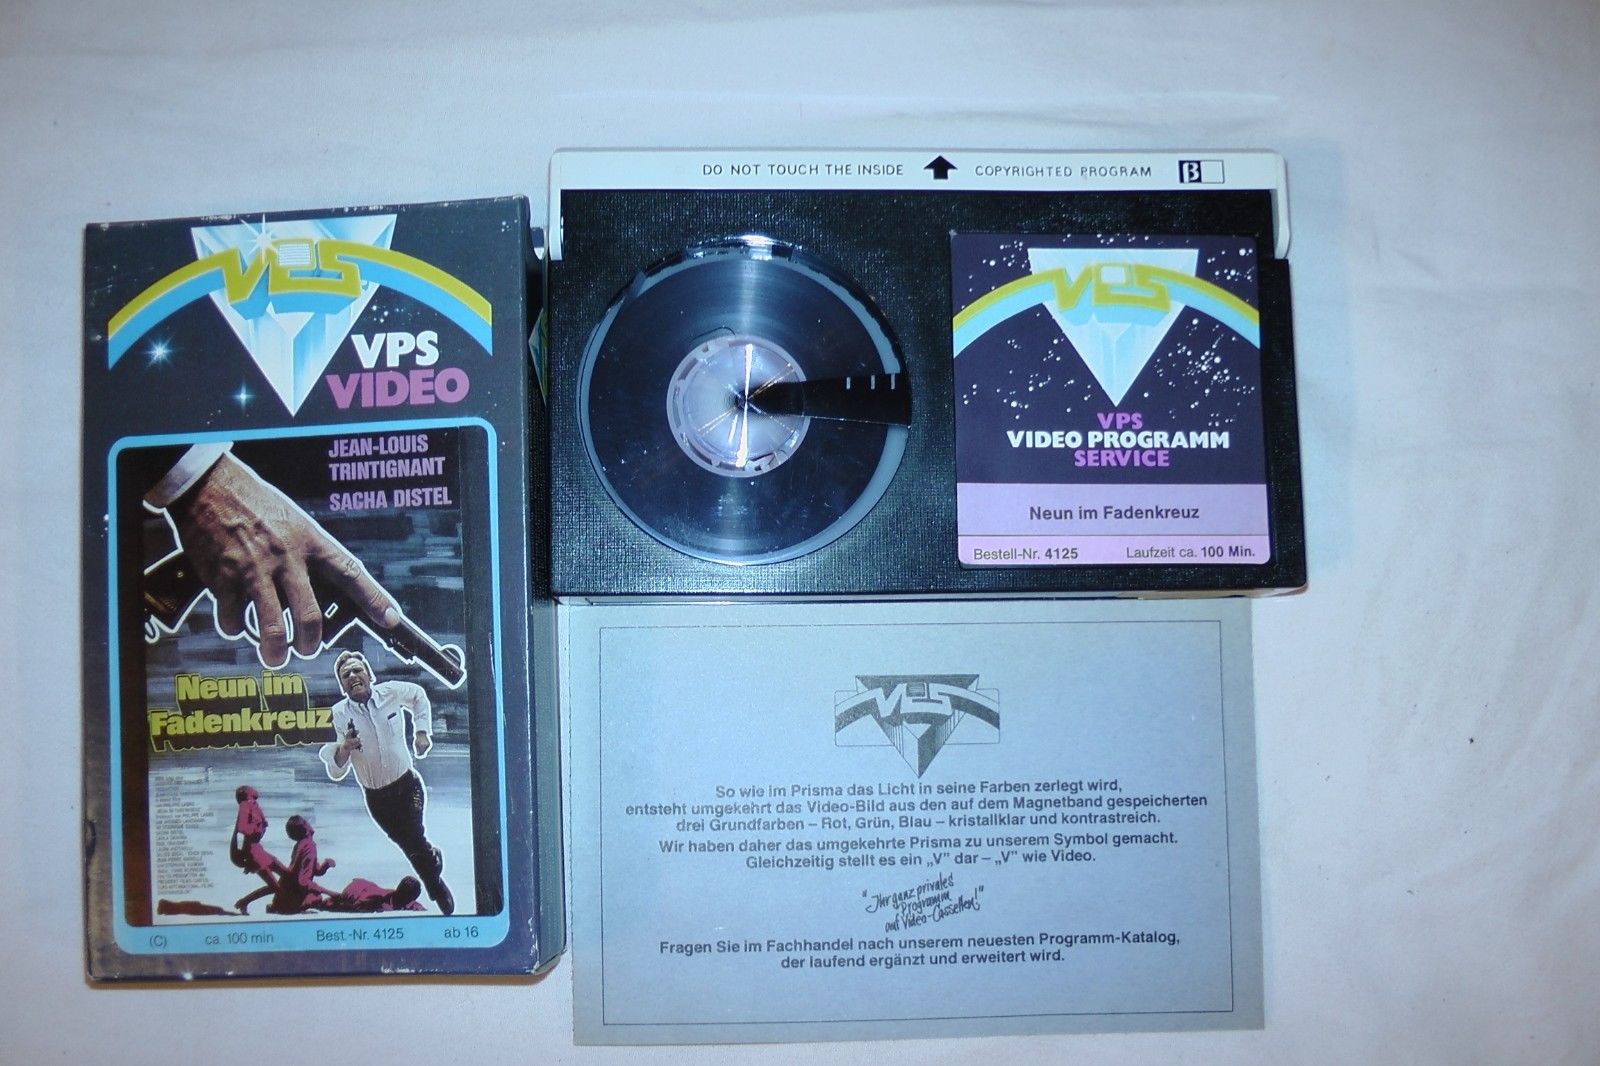 VPS
VPS
VIDEO
JEAN-LOUIS
TRINTIGNANT
SACHA DISTEL
Neun im
Fadenkreuz
(C) ca. 100 min Best.-Nr. 4125 ab 16
DO NOT TOUCH THE INSIDE COPYRIGHTED PROGRAM B
VPS
VPS
VIDEO PROGRAMM
SERVICE
Neun im Fadenkreuz
Bestell-Nr. 4125 Laufzeit ca. 100 Min.
VPS
So wie im Prisma das Licht in seine Farben zerlegt wird,
entsteht umgekehrt das Video-Bild aus den auf dem Magnetband gespeicherten
drei Grundfarben – Rot, Grün, Blau – kristallklar und kontrastreich.
Wir haben daher das umgekehrte Prisma zu unserem Symbol gemacht.
Gleichzeitig stellt es ein „V” dar – „V” wie Video.
"Ihr ganz privates
Programm
auf Video-Cassetten!"
Fragen Sie im Fachhandel nach unserem neuesten Programm-Katalog,
der laufend ergänzt und erweitert wird.